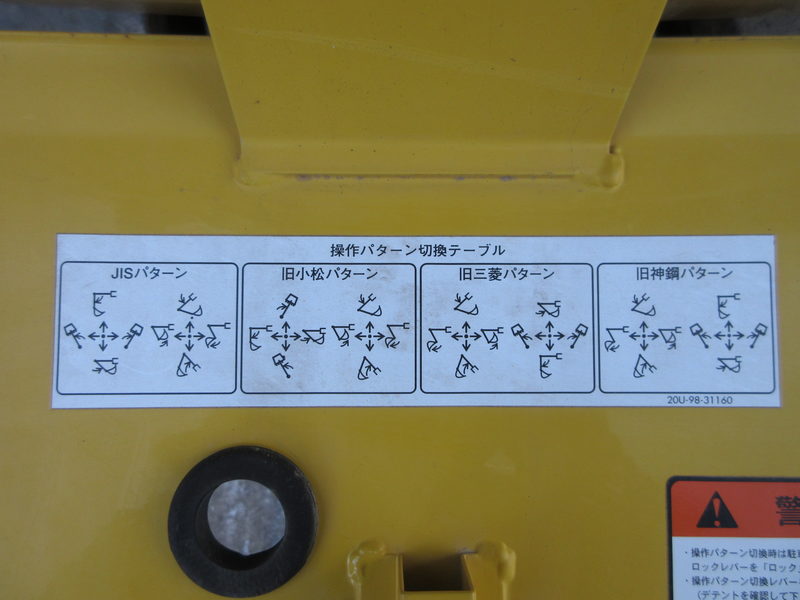 操作パターン切換テーブル
JISパターン
旧小松パターン
旧三菱パターン
旧神鋼パターン
20U-98-31160
警
・操作パターン切換時は駐車
ロックレバーを「ロック」
・操作パターン切換レバー
（デテントを確認して下